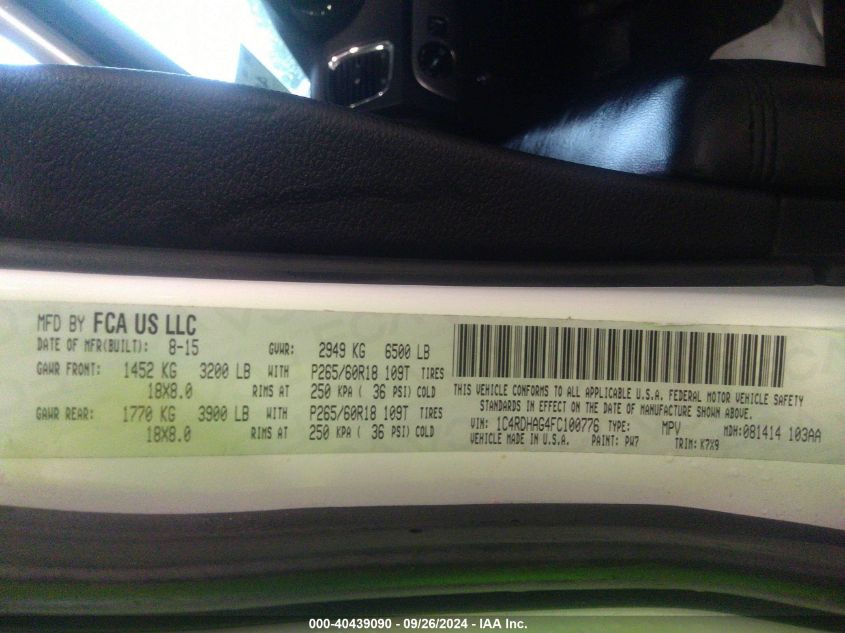 MFD BY FCA US LLC
DATE OF MFR(BUILT): 8-15 GVWR: 2949 KG 6500 LB
GAWR FRONT: 1452 KG 3200 LB WITH P265/60R18 109T TIRES
18X8.0 RIMS AT 250 KPA ( 36 PSI) COLD
GAWR REAR: 1770 KG 3900 LB WITH P265/60R18 109T TIRES
18X8.0 RIMS AT 250 KPA ( 36 PSI) COLD
THIS VEHICLE CONFORMS TO ALL APPLICABLE U.S.A. FEDERAL MOTOR VEHICLE SAFETY
STANDARDS IN EFFECT ON THE DATE OF MANUFACTURE SHOWN ABOVE.
VIN: 1C4RDHAG4FC100776 TYPE: MPV MDH:081414 103AA
VEHICLE MADE IN U.S.A. PAINT: PW7 TRIM: K7X9
000-40439090 - 09/26/2024 - IAA Inc.